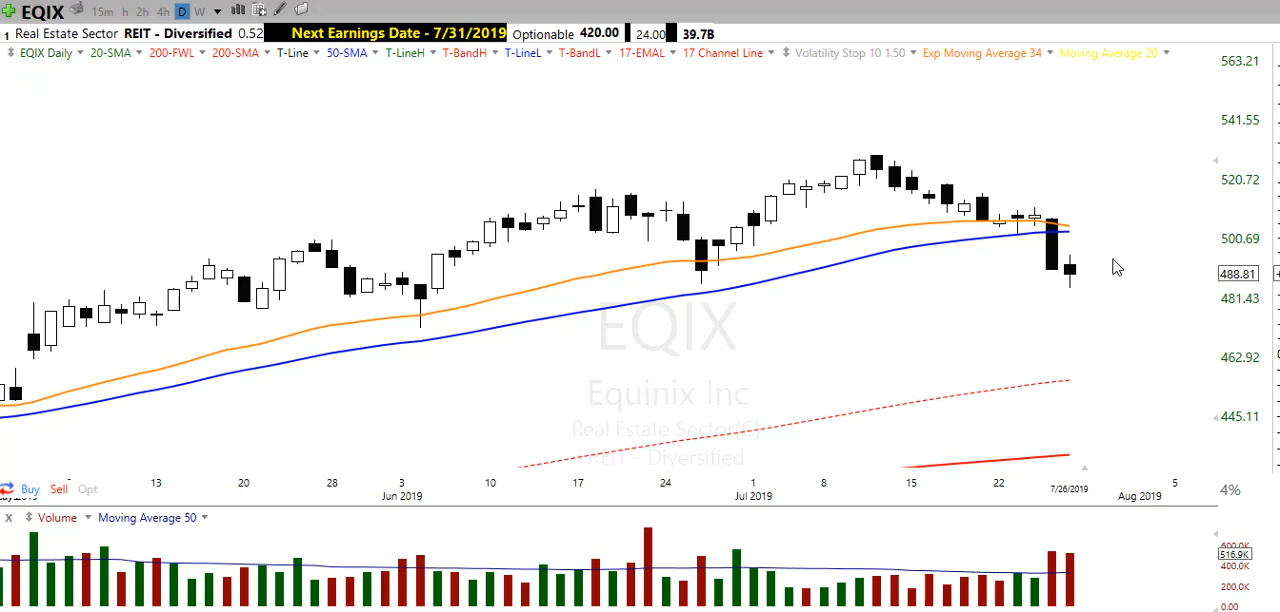 EQIX 15m h 2h 4h D W
1 Real Estate Sector REIT - Diversified 0.52 Next Earnings Date - 7/31/2019 Optionable 420.00 24.00 39.7B
EQIX Daily 20-SMA 200-FWL 200-SMA T-Line 50-SMA T-LineH T-BandH T-LineL T-BandL 17-EMAL 17 Channel Line Volatility Stop 10 1.50 Exp Moving Average 34 Moving Average 20
563.21
541.55
520.72
500.69
488.81
481.43
462.92
445.11
EQIX
Equinix Inc
Real Estate Sector(C)
REIT - Diversified
13 20 28 3 10 17 24 1 8 15 22 7/26/2019 5
Jun 2019 Jul 2019 Aug 2019
Buy Sell Opt
4%
X Volume Moving Average 50
600.0K
516.9K
400.0K
200.0K
0.00